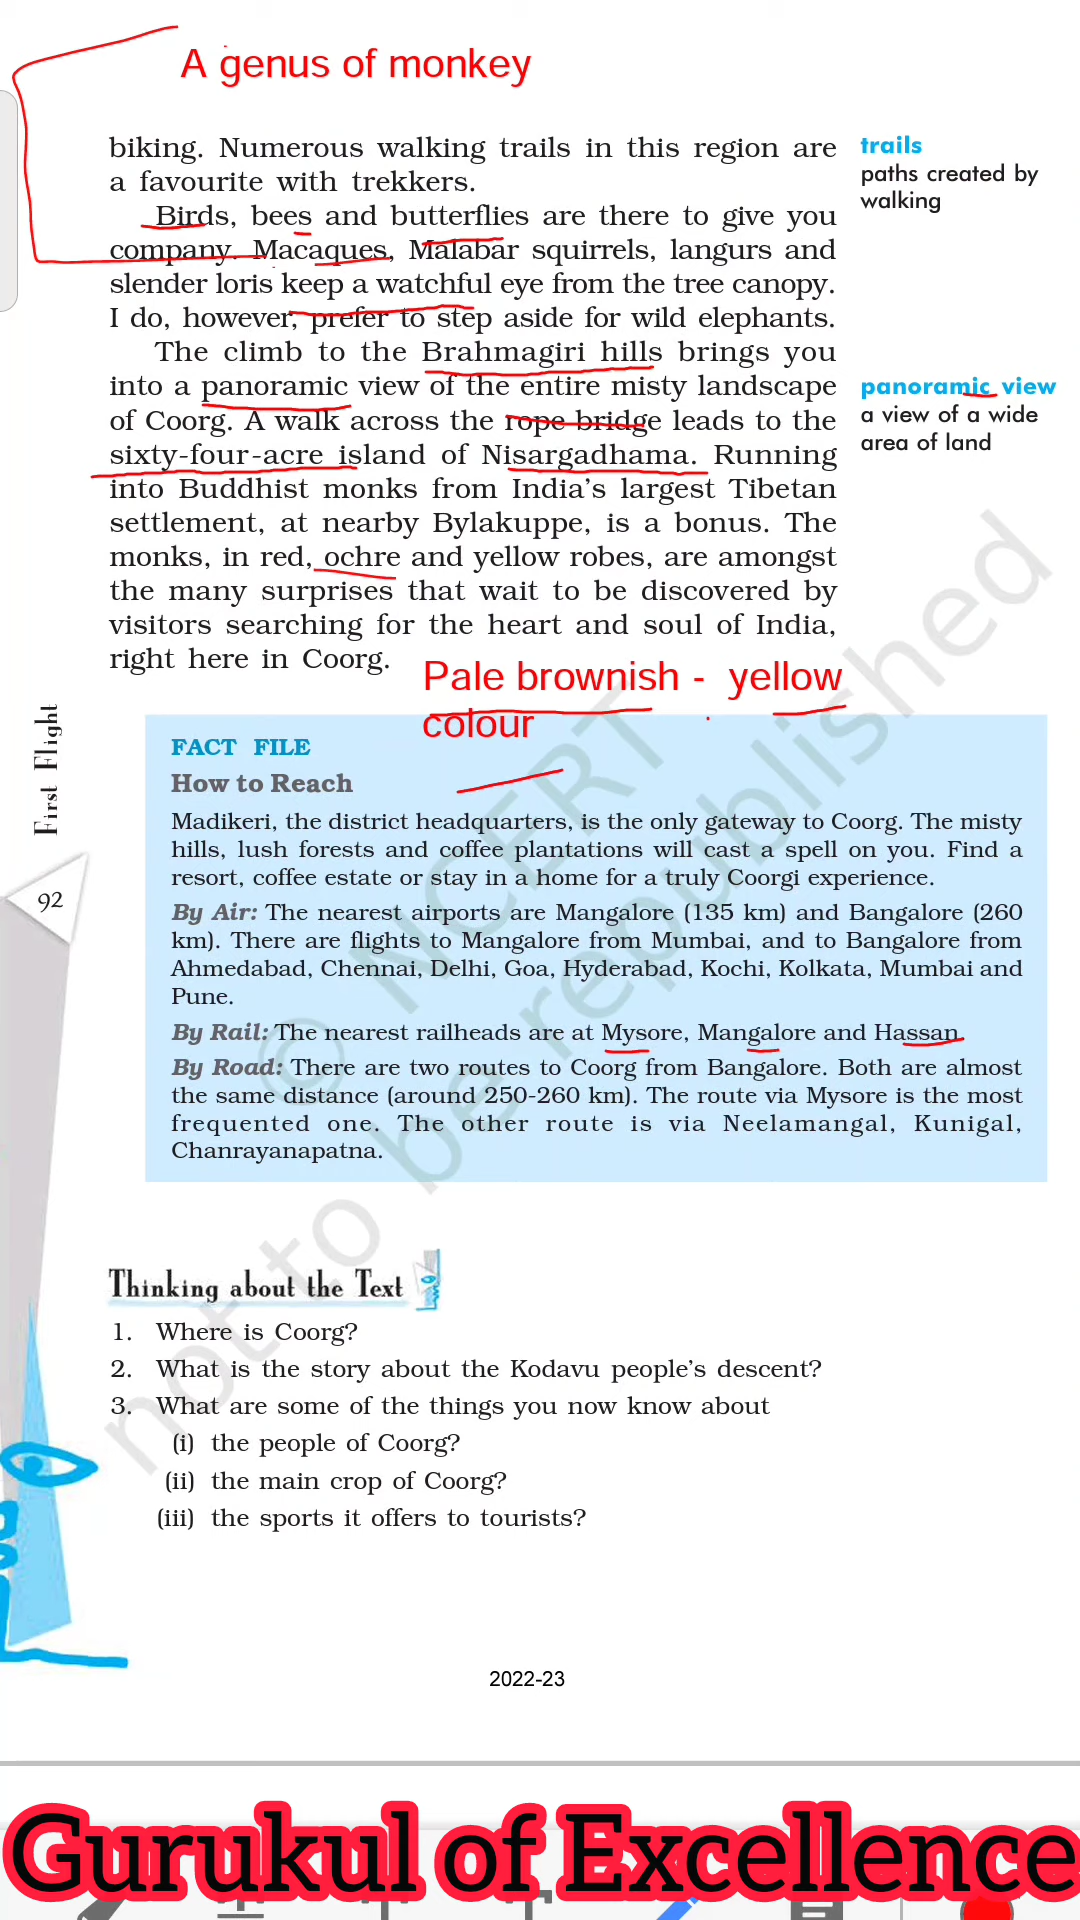 A genus of monkey
biking. Numerous walking trails in this region are
a favourite with trekkers.
trails
paths created by
walking
Birds, bees and butterflies are there to give you
company. Macaques, Malabar squirrels, langurs and
slender loris keep a watchful eye from the tree canopy.
I do, however, prefer to step aside for wild elephants.
The climb to the Brahmagiri hills brings you
into a panoramic view of the entire misty landscape
of Coorg. A walk across the rope bridge leads to the
sixty-four-acre island of Nisargadhama. Running
into Buddhist monks from India's largest Tibetan
settlement, at nearby Bylakuppe, is a bonus. The
monks, in red, ochre and yellow robes, are amongst
the many surprises that wait to be discovered by
visitors searching for the heart and soul of India,
right here in Coorg.
panoramic view
a view of a wide
area of land
Pale brownish - yellow
colour
First Flight
92
FACT FILE
How to Reach
Madikeri, the district headquarters, is the only gateway to Coorg. The misty
hills, lush forests and coffee plantations will cast a spell on you. Find a
resort, coffee estate or stay in a home for a truly Coorgi experience.
By Air: The nearest airports are Mangalore (135 km) and Bangalore (260
km). There are flights to Mangalore from Mumbai, and to Bangalore from
Ahmedabad, Chennai, Delhi, Goa, Hyderabad, Kochi, Kolkata, Mumbai and
Pune.
By Rail: The nearest railheads are at Mysore, Mangalore and Hassan.
By Road: There are two routes to Coorg from Bangalore. Both are almost
the same distance (around 250-260 km). The route via Mysore is the most
frequented one. The other route is via Neelamangal, Kunigal,
Chanrayanapatna.
© NCERT
not to be republished
Thinking about the Text
1. Where is Coorg?
2. What is the story about the Kodavu people's descent?
3. What are some of the things you now know about
(i) the people of Coorg?
(ii) the main crop of Coorg?
(iii) the sports it offers to tourists?
2022-23
Gurukul of Excellence